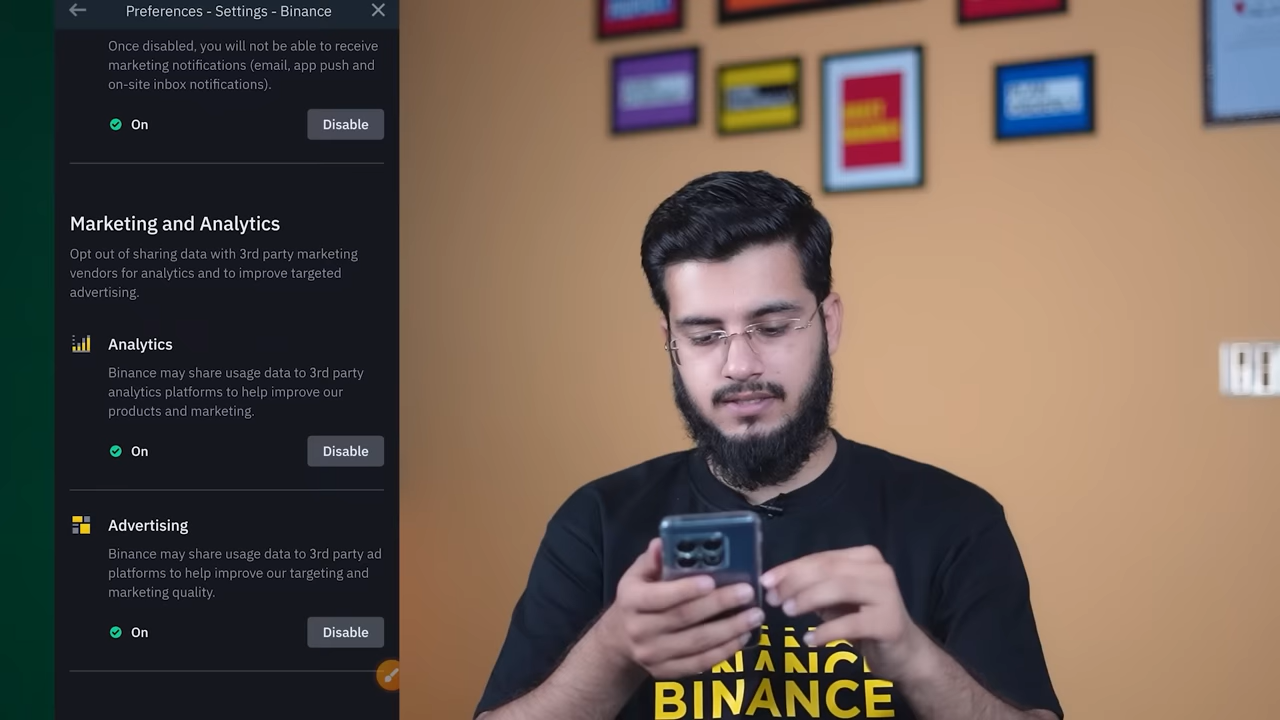 Preferences - Settings - Binance
Once disabled, you will not be able to receive
marketing notifications (email, app push and
on-site inbox notifications).
On
Disable
Marketing and Analytics
Opt out of sharing data with 3rd party marketing
vendors for analytics and to improve targeted
advertising.
Analytics
Binance may share usage data to 3rd party
analytics platforms to help improve our
products and marketing.
On
Disable
Advertising
Binance may share usage data to 3rd party ad
platforms to help improve our targeting and
marketing quality.
On
Disable
BINANCE